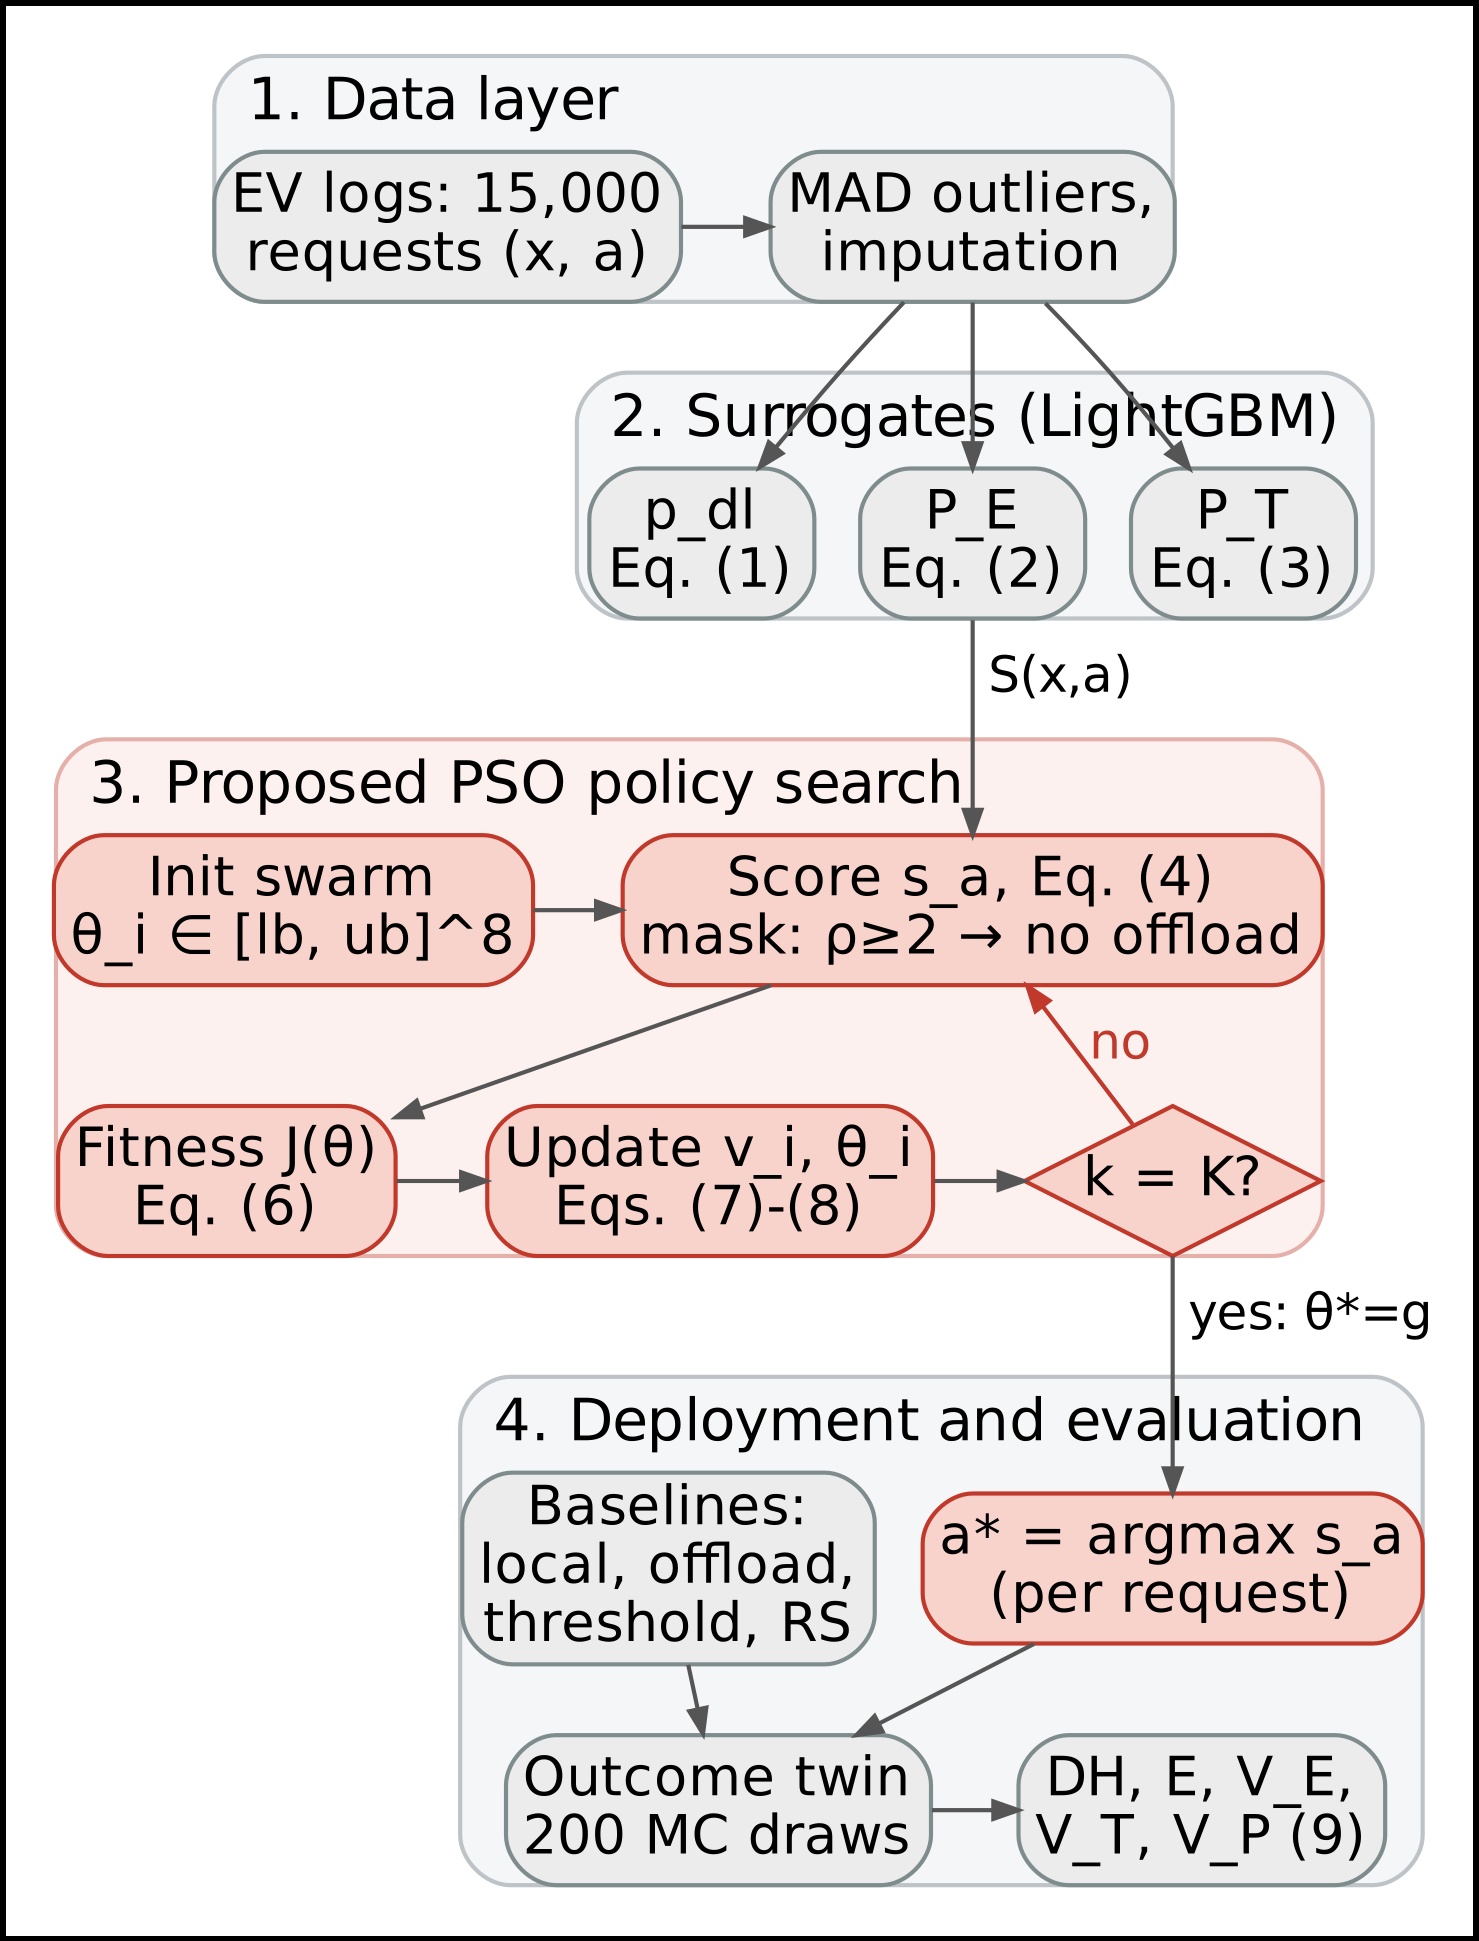 1. Data layer
EV logs: 15,000
requests (x, a)
MAD outliers,
imputation
2. Surrogates (LightGBM)
p_dl
Eq. (1)
P_E
Eq. (2)
P_T
Eq. (3)
S(x,a)
3. Proposed PSO policy search
Init swarm
θ_i ∈ [lb, ub]^8
Score s_a, Eq. (4)
mask: ρ≥2 → no offload
no
Fitness J(θ)
Eq. (6)
Update v_i, θ_i
Eqs. (7)-(8)
k = K?
yes: θ*=g
4. Deployment and evaluation
Baselines:
local, offload,
threshold, RS
a* = argmax s_a
(per request)
Outcome twin
200 MC draws
DH, E, V_E,
V_T, V_P (9)